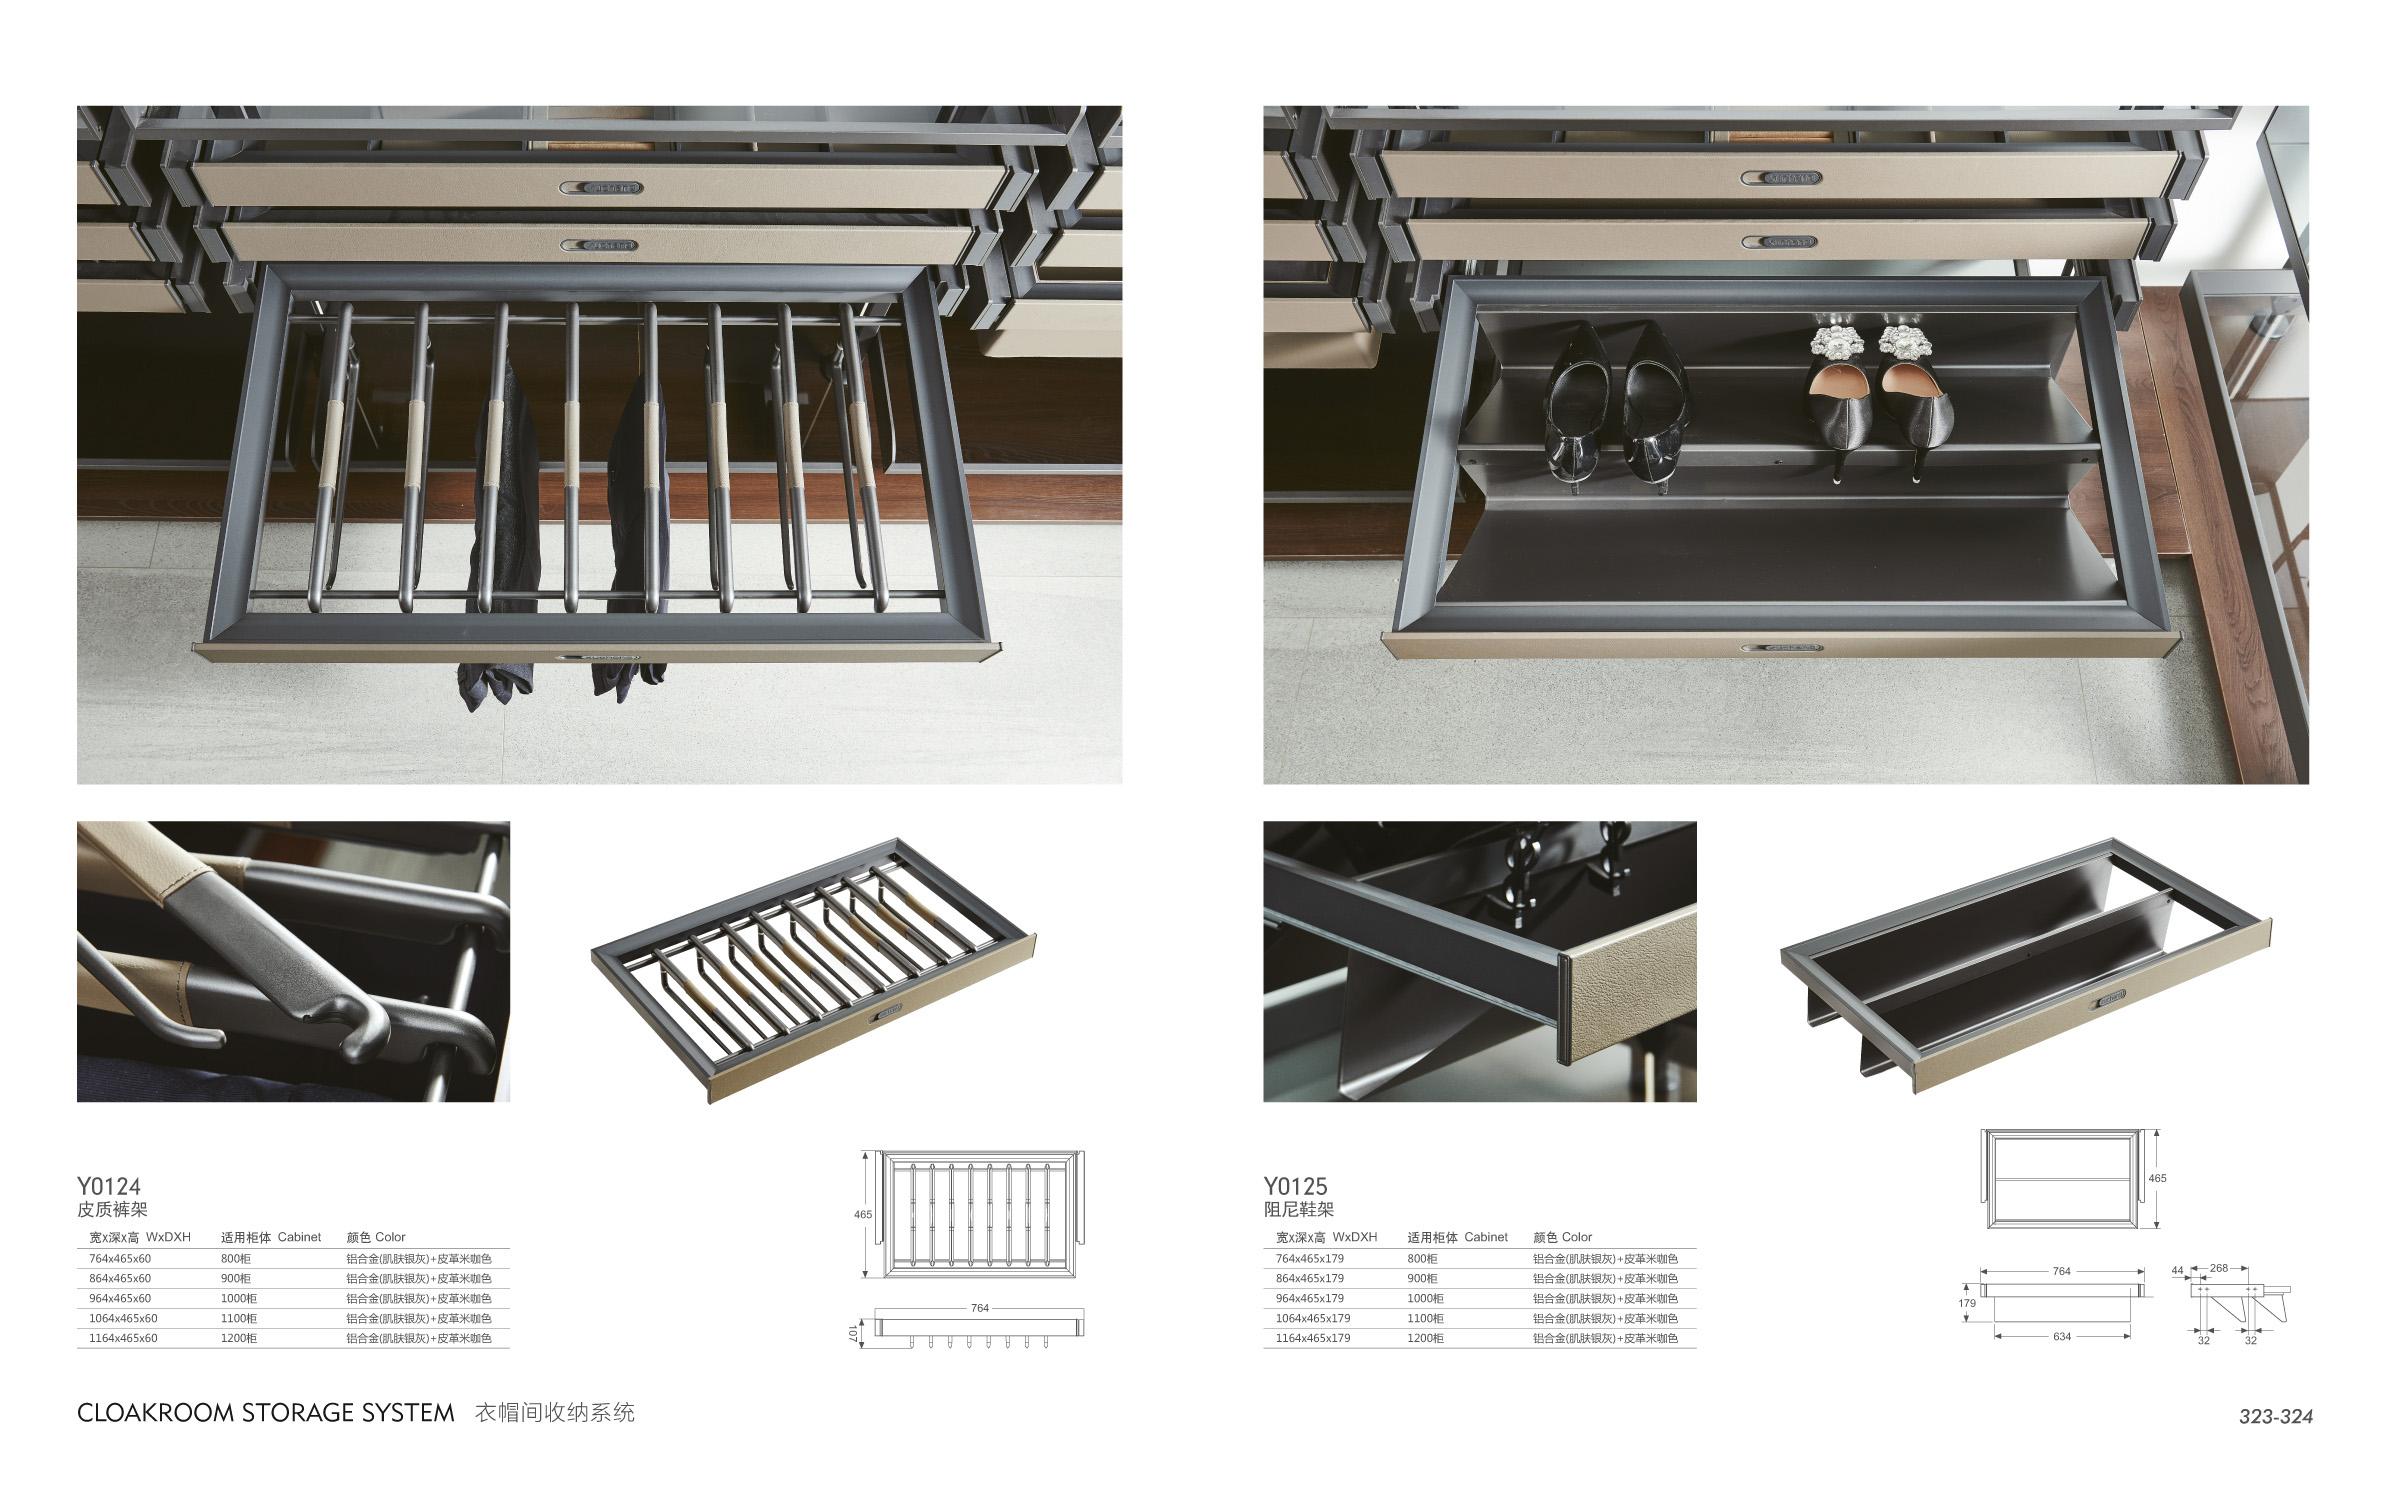 Y0124
皮质裤架
宽x深x高 WxDXH 适用柜体 Cabinet 颜色 Color
764x465x60 800柜 铝合金(肌肤银灰)+皮革米咖色
864x465x60 900柜 铝合金(肌肤银灰)+皮革米咖色
964x465x60 1000柜 铝合金(肌肤银灰)+皮革米咖色
1064x465x60 1100柜 铝合金(肌肤银灰)+皮革米咖色
1164x465x60 1200柜 铝合金(肌肤银灰)+皮革米咖色
465
764
107
Y0125
阻尼鞋架
宽x深x高 WxDXH 适用柜体 Cabinet 颜色 Color
764x465x179 800柜 铝合金(肌肤银灰)+皮革米咖色
864x465x179 900柜 铝合金(肌肤银灰)+皮革米咖色
964x465x179 1000柜 铝合金(肌肤银灰)+皮革米咖色
1064x465x179 1100柜 铝合金(肌肤银灰)+皮革米咖色
1164x465x179 1200柜 铝合金(肌肤银灰)+皮革米咖色
465
764
179
634
44 268
32 32
CLOAKROOM STORAGE SYSTEM 衣帽间收纳系统
323-324